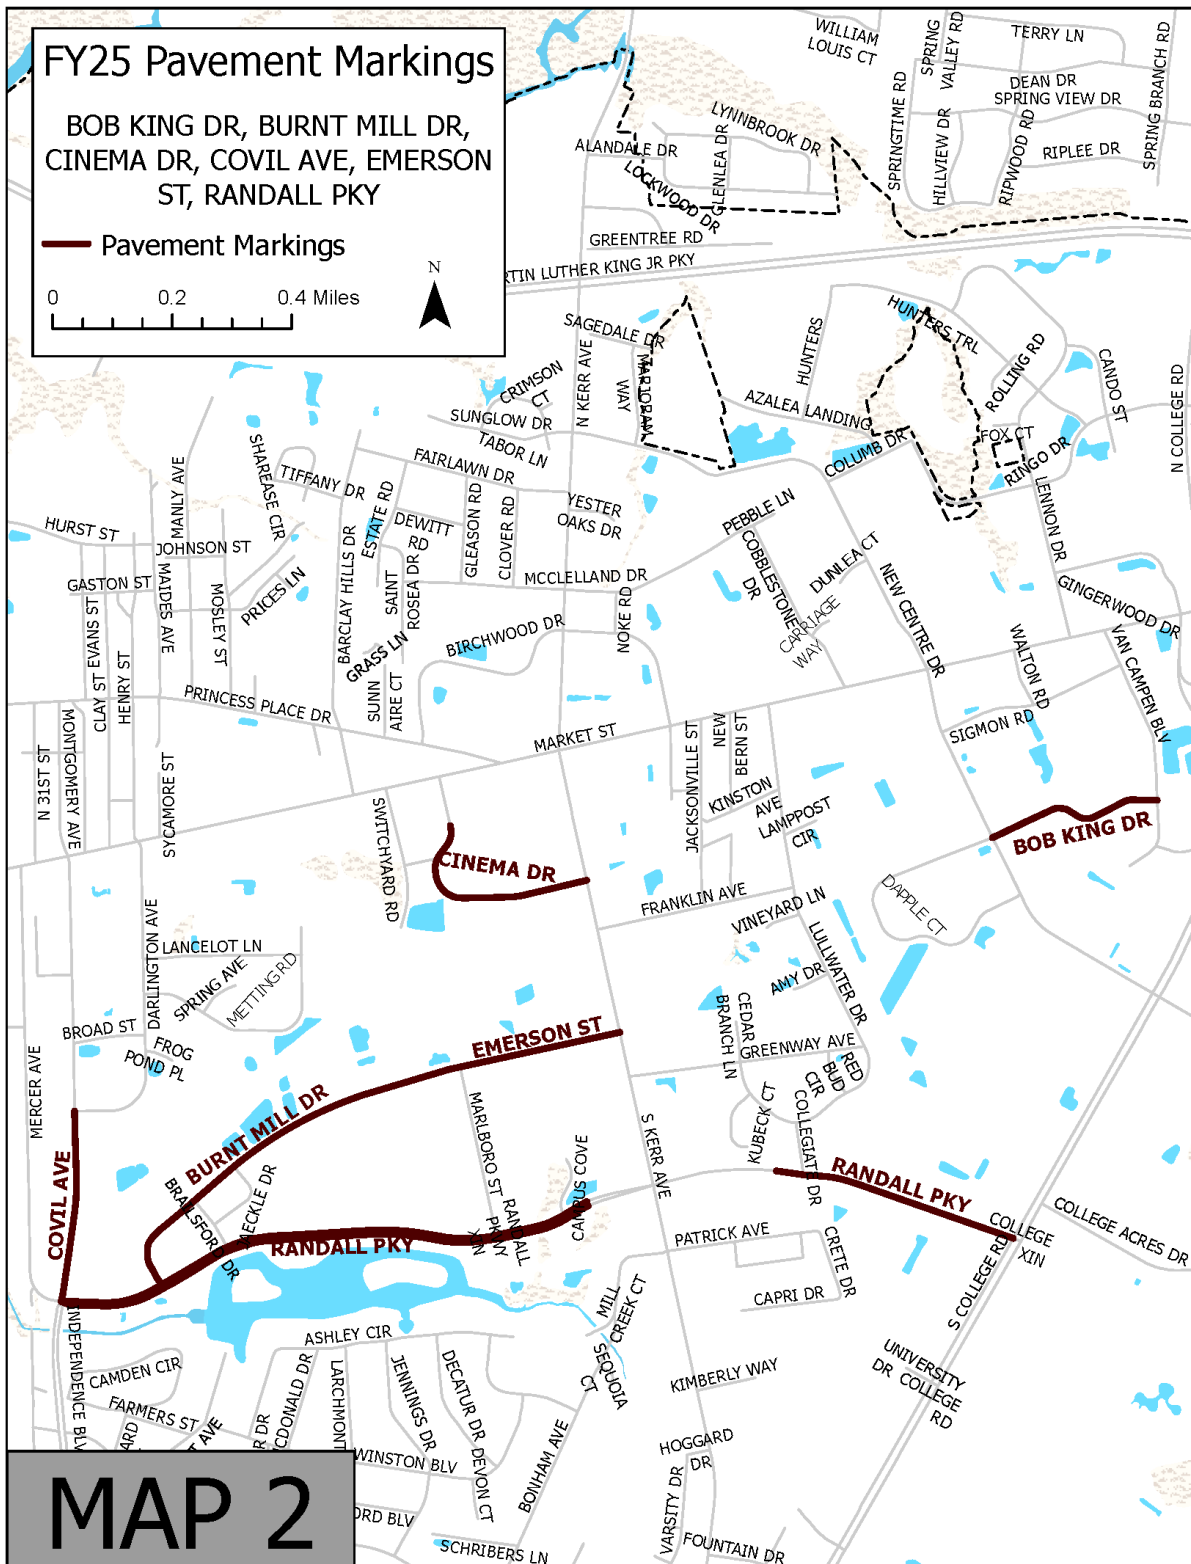 FY25 Pavement Markings
BOB KING DR, BURNT MILL DR,
CINEMA DR, COVIL AVE, EMERSON
ST, RANDALL PKY
Pavement Markings
N
0
0.2
0.4 Miles
WILLIAM
LOUIS CT
SPRING
VALLEY RD
TERRY LN
SPRING BRANCH RD
DEAN DR
SPRING VIEW DR
SPRINGTIME RD
HILLVIEW DR
RIPWOOD RD
RIPLEE DR
LYNNBROOK DR
ALANDALE DR
GLENLEA DR
LOCKWOOD DR
GREENTREE RD
RTIN LUTHER KING JR PKY
SAGEDALE DR
HUNTERS TRL
HUNTERS
N KERR AVE
MARJORAM
WAY
ROLLING RD
CANDO ST
N COLLEGE RD
CRIMSON
CT
SUNGLOW DR
AZALEA LANDING
TABOR LN
FOX CT
COLUMB DR
RINGO DR
SHAREASE CIR
TIFFANY DR
FAIRLAWN DR
YESTER
OAKS DR
LENNON DR
MANLY AVE
ESTATE RD
DEWITT
RD
GLEASON RD
CLOVER RD
PEBBLE LN
HURST ST
JOHNSON ST
COBBLESTONE
DR
DUNLEA CT
NEW CENTRE DR
GASTON ST
MAIDES AVE
MOSLEY ST
PRICES LN
BARCLAY HILLS DR
SAINT
ROSEA DR
MCCLELLAND DR
GINGERWOOD DR
CLAY ST
EVANS ST
HENRY ST
GRASS LN
BIRCHWOOD DR
NOKE RD
CARRIAGE
WAY
WALTON RD
VAN CAMPEN BLV
PRINCESS PLACE DR
SUNN
AIRE CT
MARKET ST
N 31ST ST
MONTGOMERY AVE
SYCAMORE ST
JACKSONVILLE ST
NEW
BERN ST
SIGMON RD
SWITCHYARD RD
KINSTON
AVE
LAMPPOST
CIR
BOB KING DR
CINEMA DR
FRANKLIN AVE
DAPPLE CT
VINEYARD LN
DARLINGTON AVE
LANCELOT LN
LULLWATER DR
SPRING AVE
METTING RD
AMY DR
BROAD ST
FROG
POND PL
EMERSON ST
CEDAR
BRANCH LN
GREENWAY AVE
RED
BUD
CIR
MERCER AVE
BURNT MILL DR
MARLBORO ST
S KERR AVE
KUBECK CT
COLLEGIATE DR
COVIL AVE
BRAILSFORD DR
JAECKLE DR
CAMPUS COVE
RANDALL PKY
RANDALL PKY
RANDALL
PKWY
XIN
PATRICK AVE
CRETE DR
COLLEGE
XIN
COLLEGE ACRES DR
S COLLEGE RD
MILL
CREEK CT
CAPRI DR
INDEPENDENCE BLV
ASHLEY CIR
SEQUOIA
CT
CAMDEN CIR
MCDONALD DR
LARCHMONT
JENNINGS DR
DECATUR DR
DEVON CT
KIMBERLY WAY
UNIVERSITY
DR
COLLEGE
RD
FARMERS ST
ARD
T AVE
R DR
WINSTON BLV
BONHAM AVE
HOGGARD
DR
VARSITY DR
ORD BLV
SCHRIBERS LN
FOUNTAIN DR
MAP 2